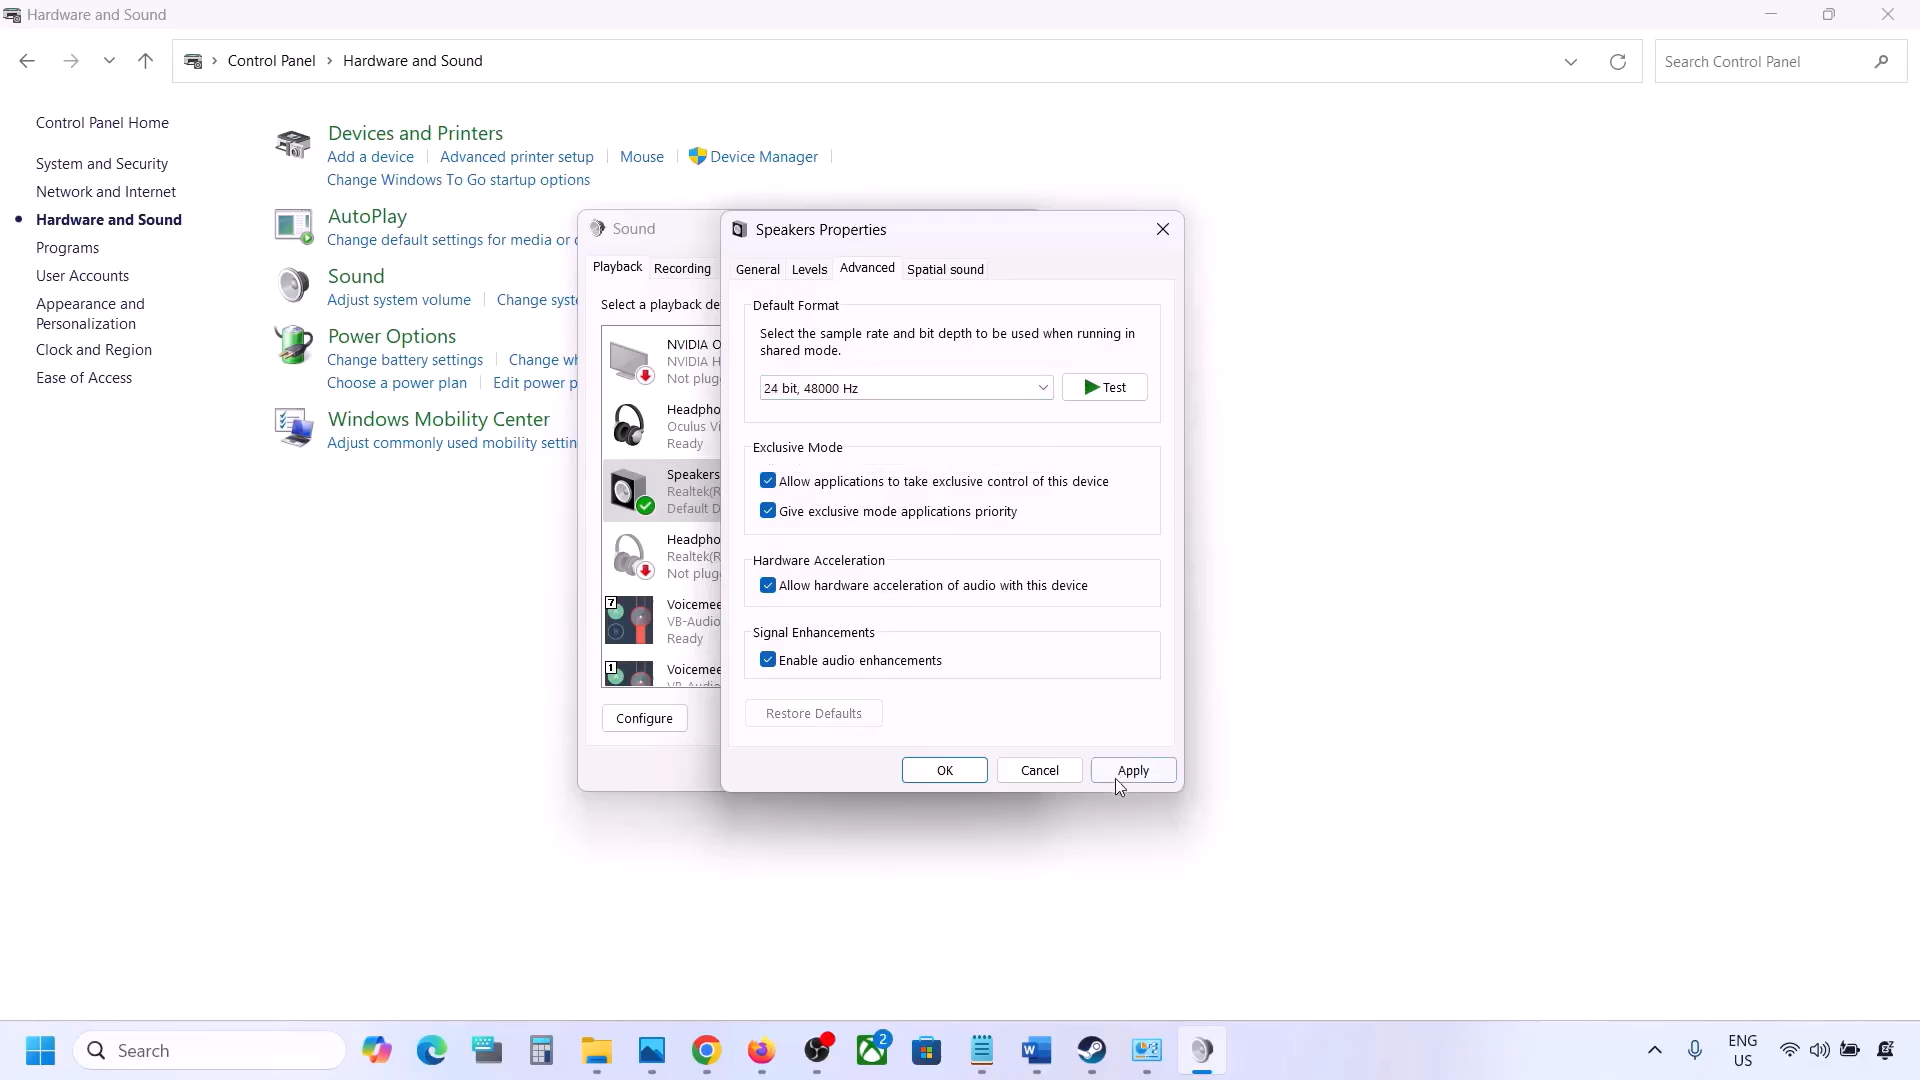 Hardware and Sound
Control Panel > Hardware and Sound
Search Control Panel
Control Panel Home
System and Security
Network and Internet
Hardware and Sound
Programs
User Accounts
Appearance and
Personalization
Clock and Region
Ease of Access
Devices and Printers
Add a device
Advanced printer setup
Mouse
Device Manager
Change Windows To Go startup options
AutoPlay
Change default settings for media or
Sound
Adjust system volume
Change syst
Power Options
Change battery settings
Change wh
Choose a power plan
Edit power p
Windows Mobility Center
Adjust commonly used mobility settin
Sound
Playback
Recording
Select a playback de
NVIDIA O
NVIDIA H
Not plug
Headpho
Oculus Vi
Ready
Speakers
Realtek(R
Default D
Headpho
Realtek(R
Not plug
7
Voicemee
VB-Audio
Ready
1
Voicemee
Configure
Speakers Properties
General
Levels
Advanced
Spatial sound
Default Format
Select the sample rate and bit depth to be used when running in
shared mode.
24 bit, 48000 Hz
Test
Exclusive Mode
Allow applications to take exclusive control of this device
Give exclusive mode applications priority
Hardware Acceleration
Allow hardware acceleration of audio with this device
Signal Enhancements
Enable audio enhancements
Restore Defaults
OK
Cancel
Apply
Search
2
ENG
US